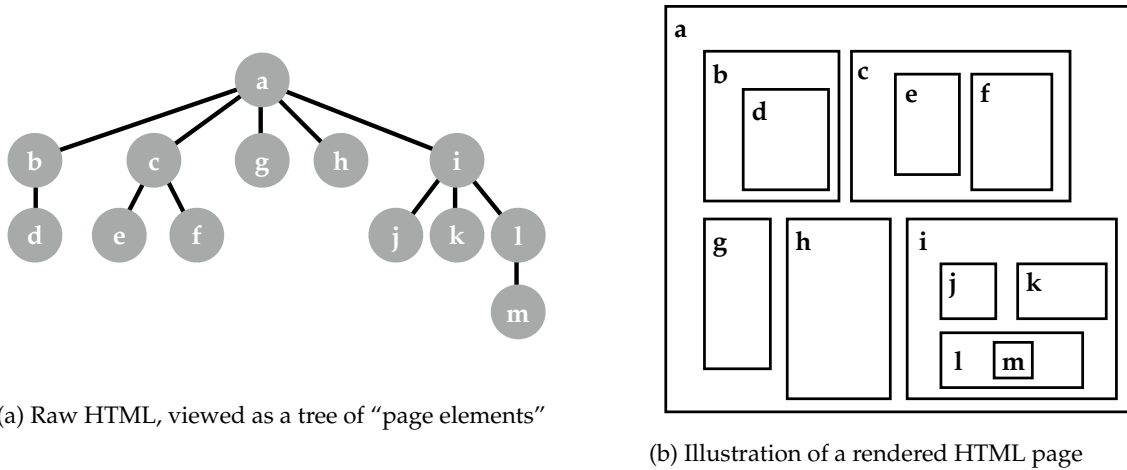 a
b c g h i
d e f j k l
m
(a) Raw HTML, viewed as a tree of “page elements”
a
b c e f
d
g h i
j k
l m
(b) Illustration of a rendered HTML page